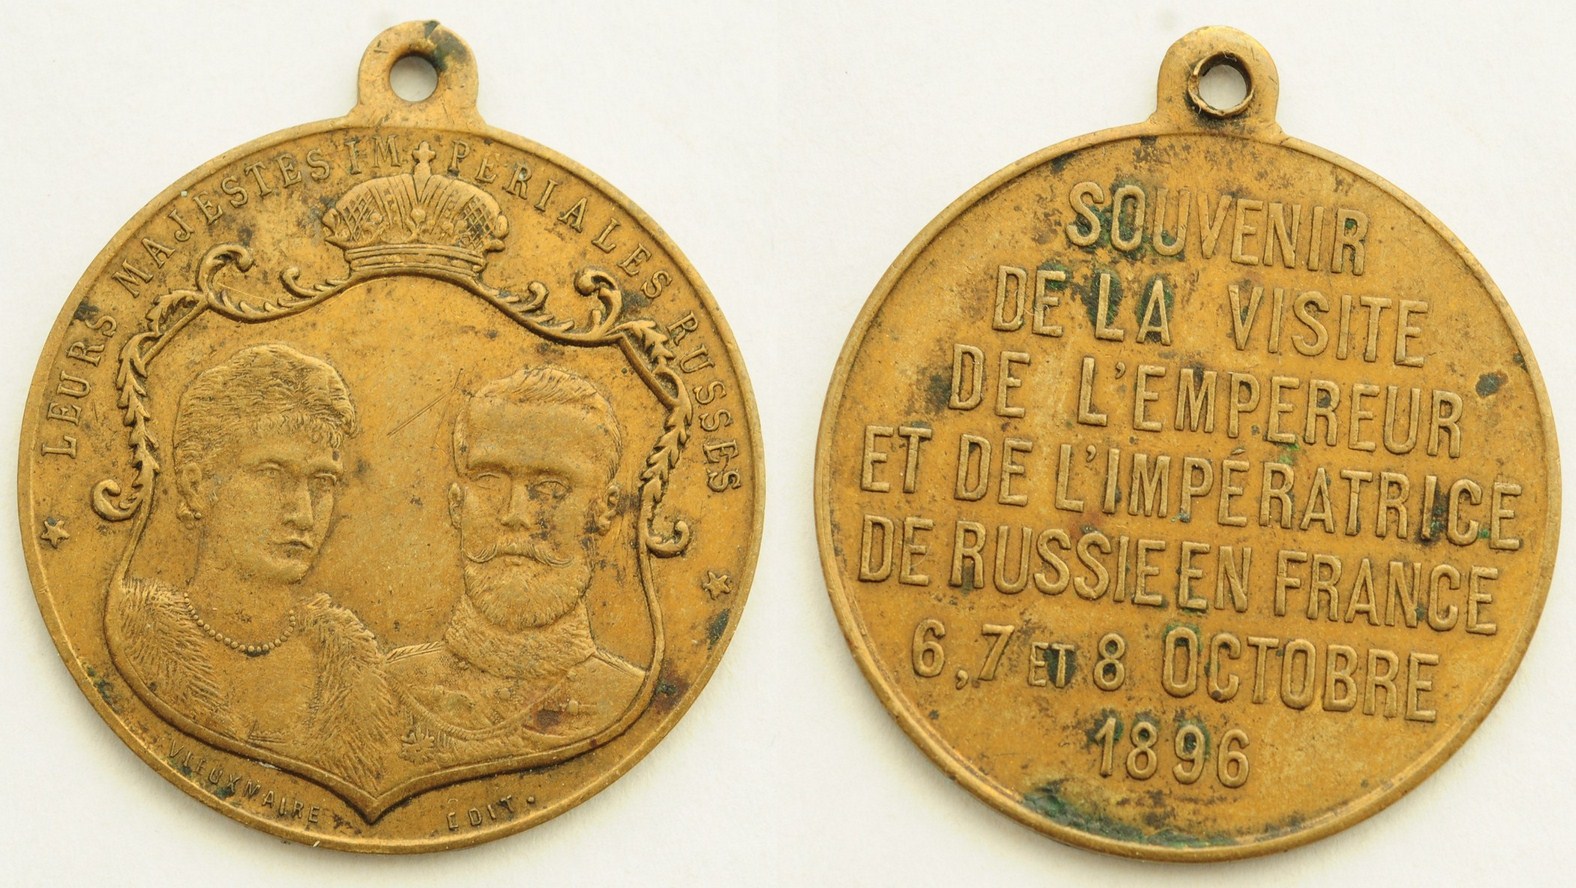 LEURS MAJESTES IMPERIALES RUSSES
VIEUXMAIRE EDIT.
SOUVENIR
DE LA VISITE
DE L'EMPEREUR
ET DE L'IMPÉRATRICE
DE RUSSIE EN FRANCE
6,7 ET 8 OCTOBRE
1896